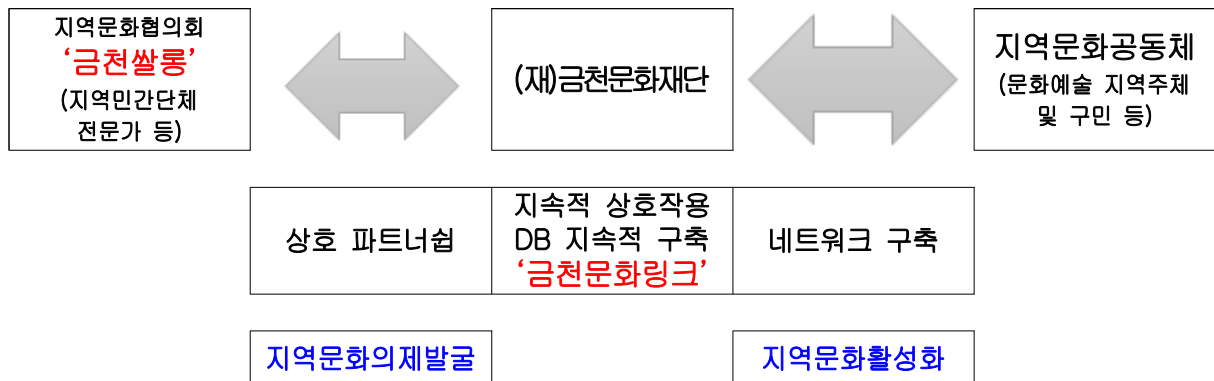 지역문화협의회
‘금천쌀롱’
(지역민간단체
전문가 등)
(재)금천문화재단
지역문화공동체
(문화예술 지역주체
및 구민 등)
상호 파트너쉽
지속적 상호작용
DB 지속적 구축
‘금천문화링크’
네트워크 구축
지역문화의제발굴
지역문화활성화